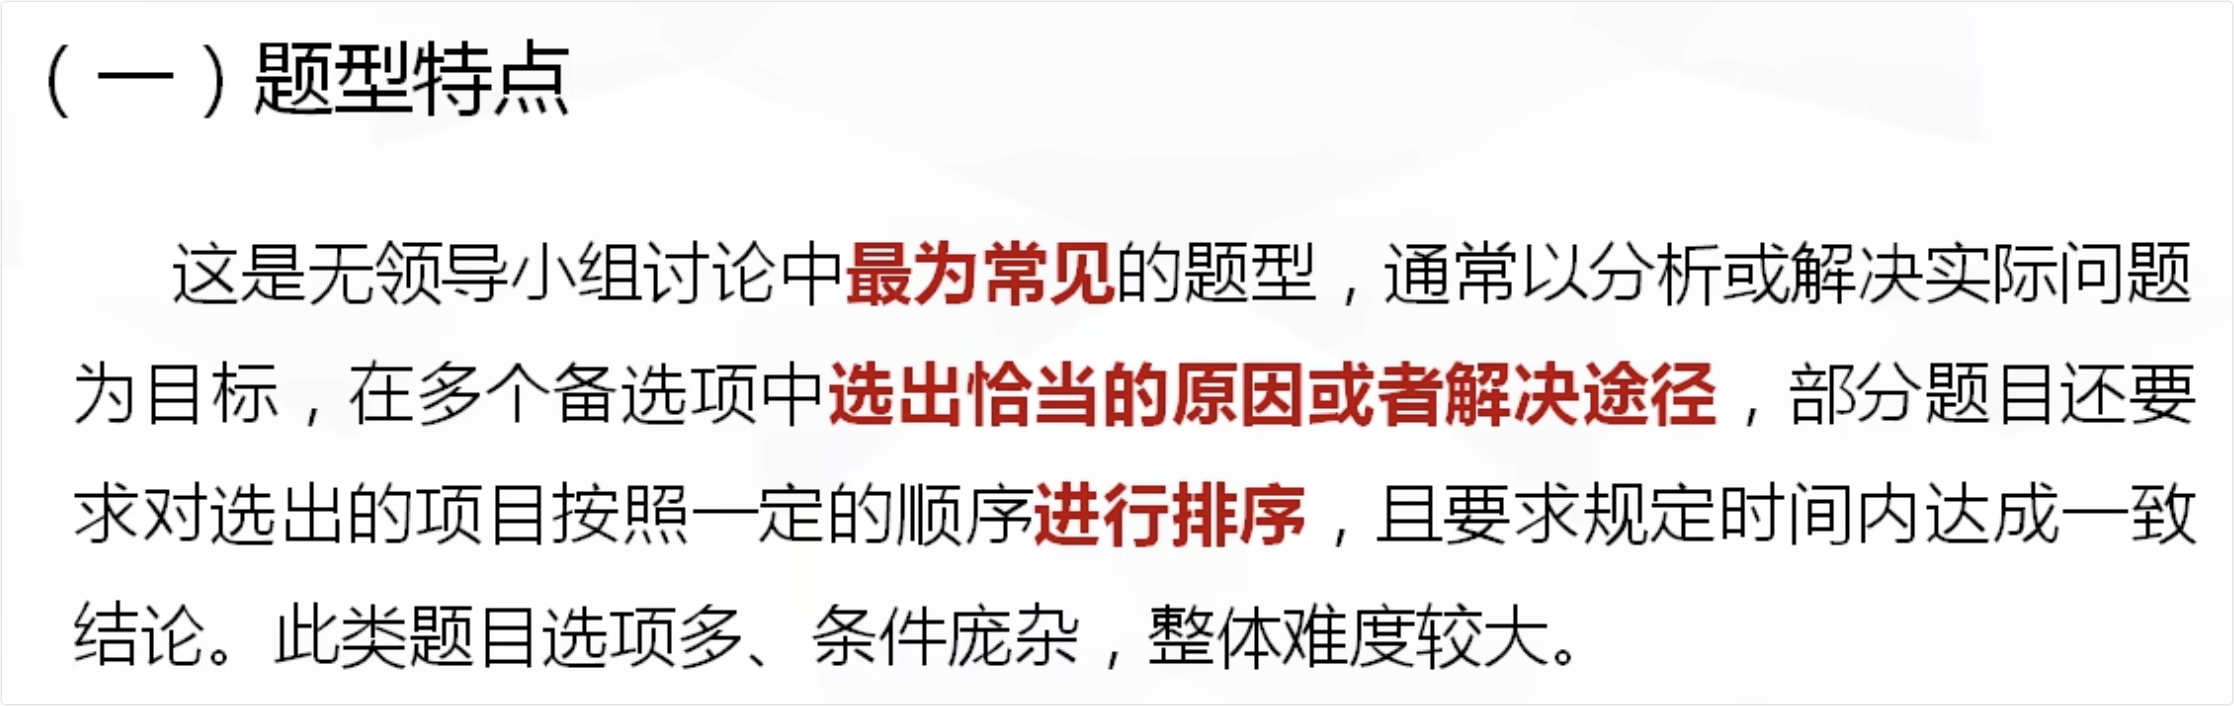 （一）题型特点
这是无领导小组讨论中最为常见的题型，通常以分析或解决实际问题
为目标，在多个备选项中选出恰当的原因或者解决途径，部分题目还要
求对选出的项目按照一定的顺序进行排序，且要求规定时间内达成一致
结论。此类题目选项多、条件庞杂，整体难度较大。